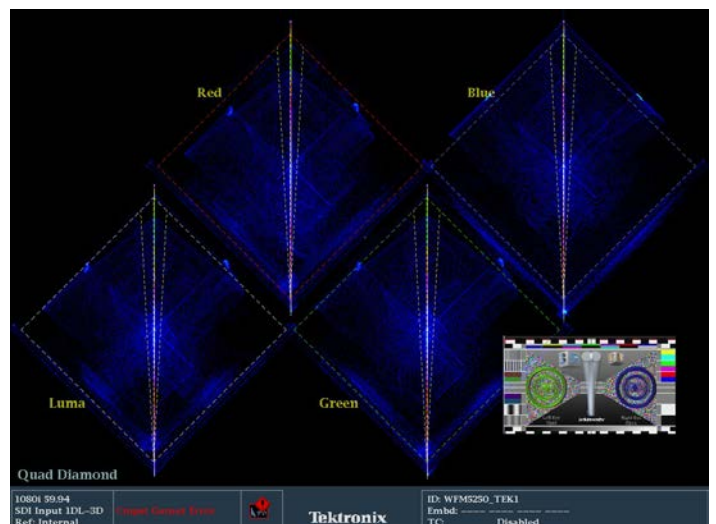 Red
Blue
Luma
Green
Quad Diamond
1080i 59.94
SDI Input 1DL-3D
Ref: Internal
Tektronix
ID: WFM5250_TEK1
Embd: ---- ---- ---- ----
TC: Disabled